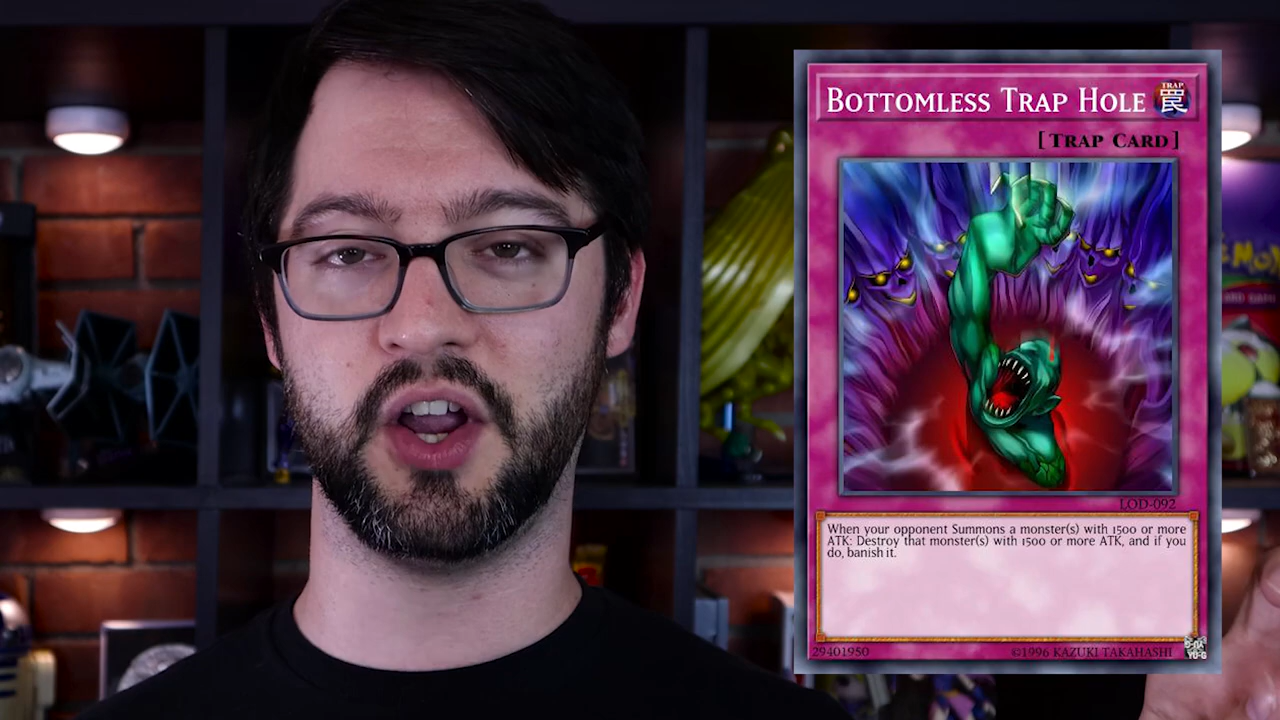 BOTTOMLESS TRAP HOLE
TRAP
罠
[TRAP CARD]
LOD-092
When your opponent Summons a monster(s) with 1500 or more
ATK: Destroy that monster(s) with 1500 or more ATK, and if you
do, banish it.
29401950
©1996 KAZUKI TAKAHASHI